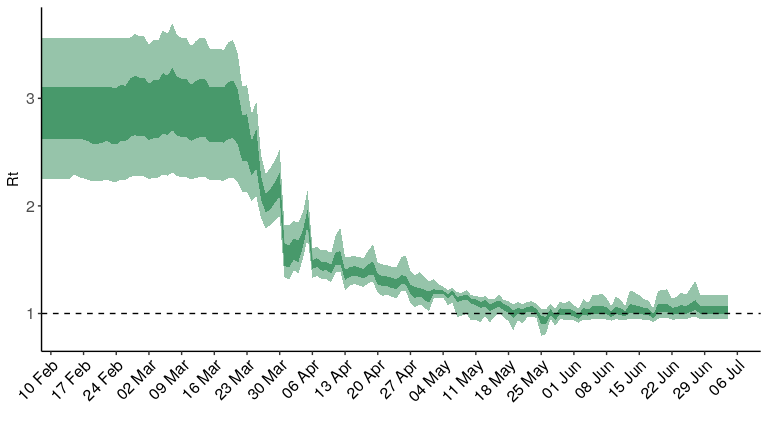 Rt
3
2
1
10 Feb
17 Feb
24 Feb
02 Mar
09 Mar
16 Mar
23 Mar
30 Mar
06 Apr
13 Apr
20 Apr
27 Apr
04 May
11 May
18 May
25 May
01 Jun
08 Jun
15 Jun
22 Jun
29 Jun
06 Jul